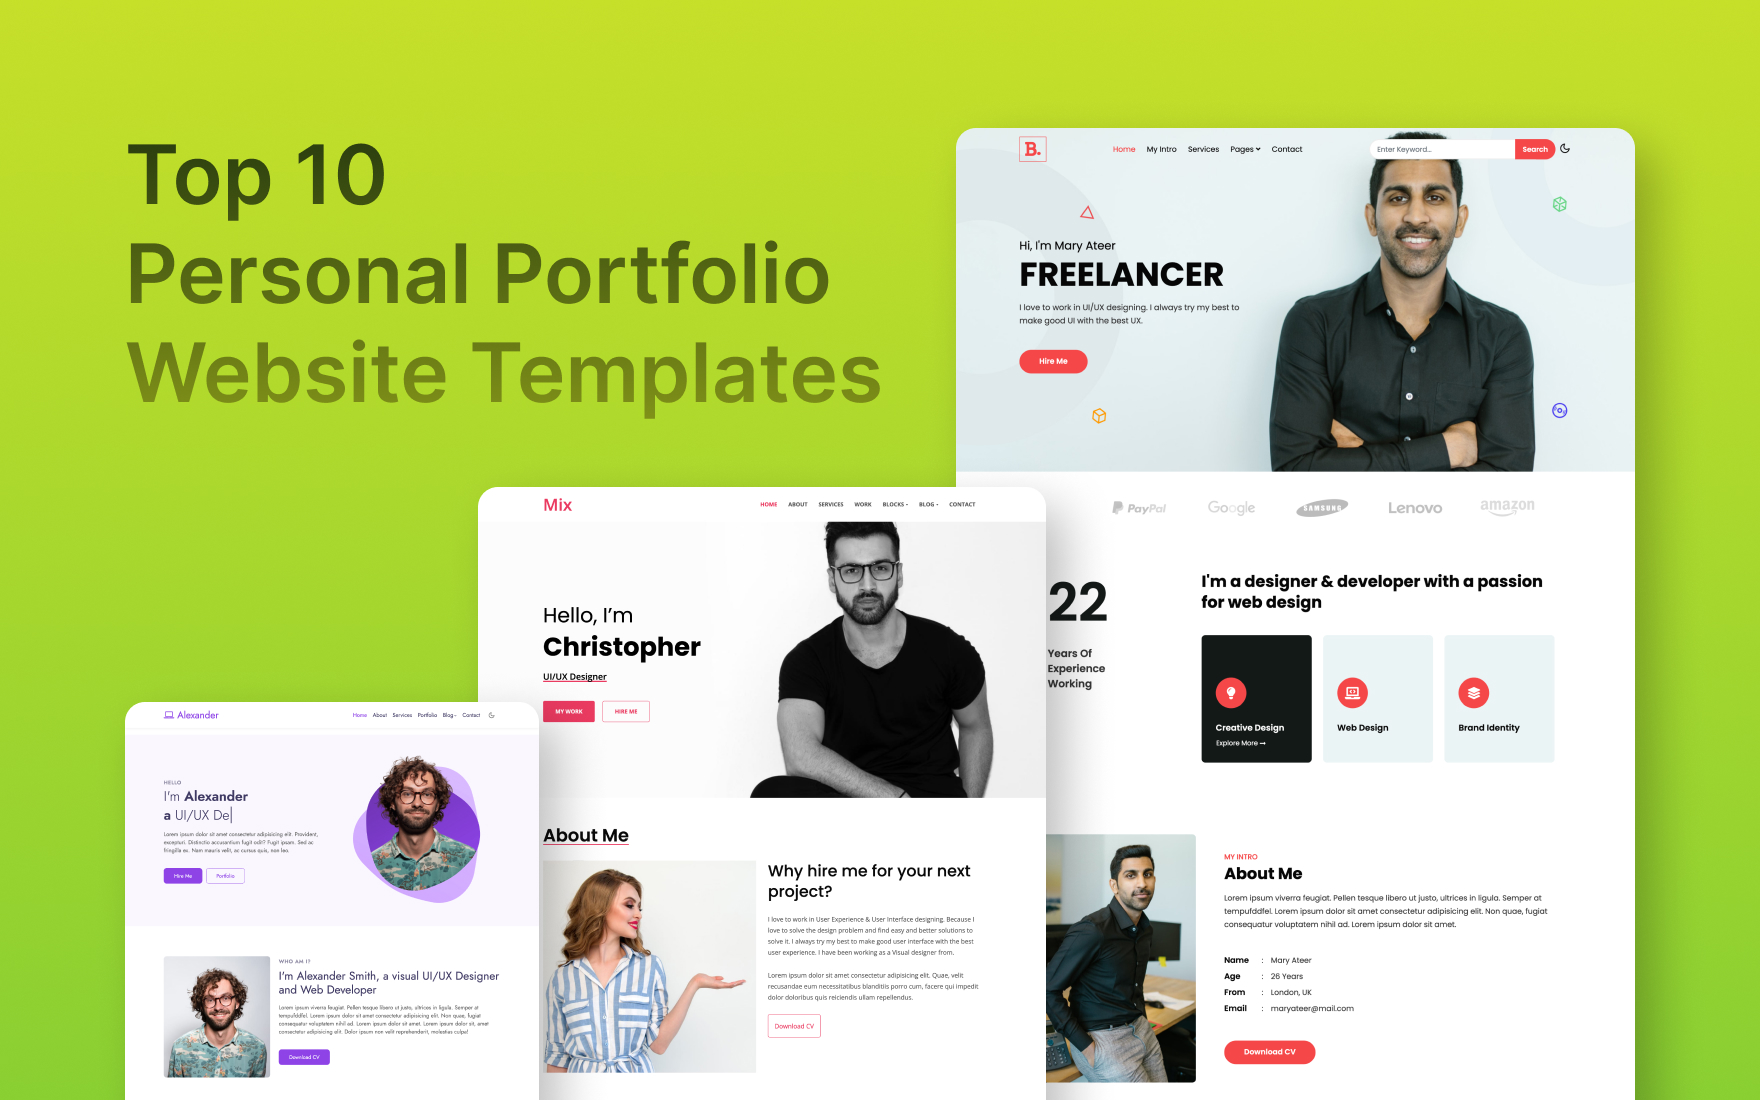 Top 10
Personal Portfolio
Website Templates
B.
Home My Intro Services Pages Contact
Enter Keyword... Search
Hi, I'm Mary Ateer
FREELANCER
I love to work in UI/UX designing. I always try my best to
make good UI with the best UX.
Hire Me
PayPal Google SAMSUNG Lenovo amazon
22
Years Of
Experience
Working
I'm a designer & developer with a passion
for web design
Creative Design
Explore More →
Web Design
Brand Identity
MY INTRO
About Me
Lorem ipsum viverra feugiat. Pellen tesque libero ut justo, ultrices in ligula. Semper at
tempufddfel. Lorem ipsum dolor sit amet consectetur adipisicing elit. Non quae, fugiat
consequatur voluptatem nihil ad. Lorem ipsum dolor sit amet.
Name : Mary Ateer
Age : 26 Years
From : London, UK
Email : maryateer@mail.com
Download CV
Mix
HOME ABOUT SERVICES WORK BLOCKS BLOG CONTACT
Hello, I'm
Christopher
UI/UX Designer
MY WORK HIRE ME
About Me
Why hire me for your next
project?
I love to work in User Experience & User Interface designing. Because I
love to solve the design problem and find easy and better solutions to
solve it. I always try my best to make good user interface with the best
user experience. I have been working as a Visual designer from.
Lorem ipsum dolor sit amet consectetur adipisicing elit. Quae, velit
recusandae eum necessitatibus blanditiis porro cum, facere qui impedit
dolor doloribus quis reiciendis ullam repellendus.
Download CV
Alexander
Home About Services Portfolio Blog Contact
HELLO
I'm Alexander
a UI/UX De|
Lorem ipsum dolor sit amet consectetur adipisicing elit. Provident,
excepturi. Distinctio accusantium fugit odit? Fugit ipsam. Sed ac
fringilla ex. Nam mauris velit, ac cursus quis, non leo.
Hire Me Portfolio
WHO AM I?
I'm Alexander Smith, a visual UI/UX Designer
and Web Developer
Lorem ipsum viverra feugiat. Pellen tesque libero ut justo, ultrices in ligula. Semper at
tempufddfel. Lorem ipsum dolor sit amet consectetur adipisicing elit. Non quae, fugiat
consequatur voluptatem nihil ad. Lorem ipsum dolor sit amet. Lorem ipsum dolor sit, amet
consectetur adipisicing elit. Dolor ipsum non velit reprehenderit, molestias culpa!
Download CV